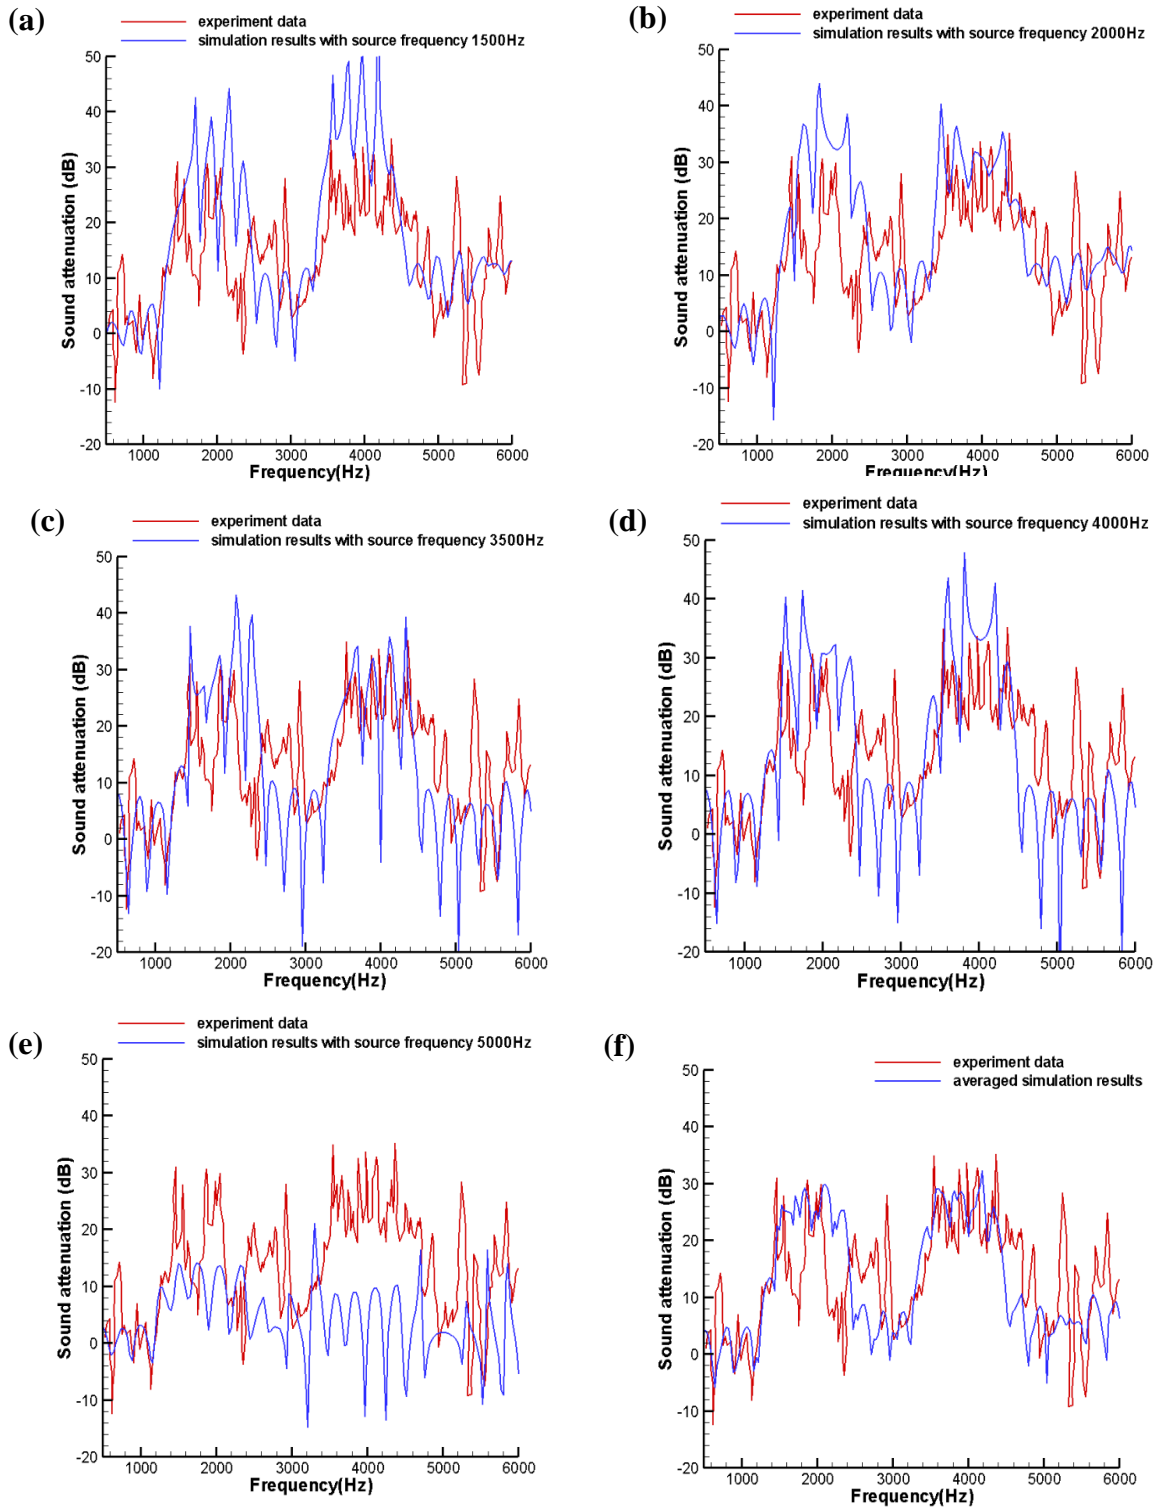 (a)
experiment data
simulation results with source frequency 1500Hz
50
40
30
20
10
0
-10
-20
Sound attenuation (dB)
1000 2000 3000 4000 5000 6000
Frequency(Hz)
(b)
experiment data
simulation results with source frequency 2000Hz
50
40
30
20
10
0
-10
-20
Sound attenuation (dB)
1000 2000 3000 4000 5000 6000
Frequency(Hz)
(c)
experiment data
simulation results with source frequency 3500Hz
50
40
30
20
10
0
-10
-20
Sound attenuation (dB)
1000 2000 3000 4000 5000 6000
Frequency(Hz)
(d)
experiment data
simulation results with source frequency 4000Hz
50
40
30
20
10
0
-10
-20
Sound attenuation (dB)
1000 2000 3000 4000 5000 6000
Frequency(Hz)
(e)
experiment data
simulation results with source frequency 5000Hz
50
40
30
20
10
0
-10
-20
Sound attenuation (dB)
1000 2000 3000 4000 5000 6000
Frequency(Hz)
(f)
experiment data
averaged simulation results
50
40
30
20
10
0
-10
-20
Sound attenuation (dB)
1000 2000 3000 4000 5000 6000
Frequency(Hz)